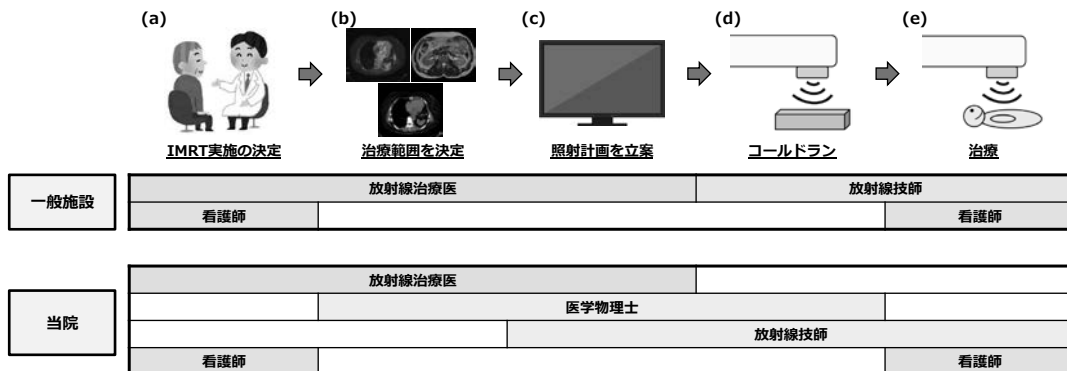 (a) (b) (c) (d) (e)
IMRT実施の決定 治療範囲を決定 照射計画を立案 コールドラン 治療
一般施設
放射線治療医 放射線技師
看護師 看護師
当院
放射線治療医
医学物理士
放射線技師
看護師 看護師